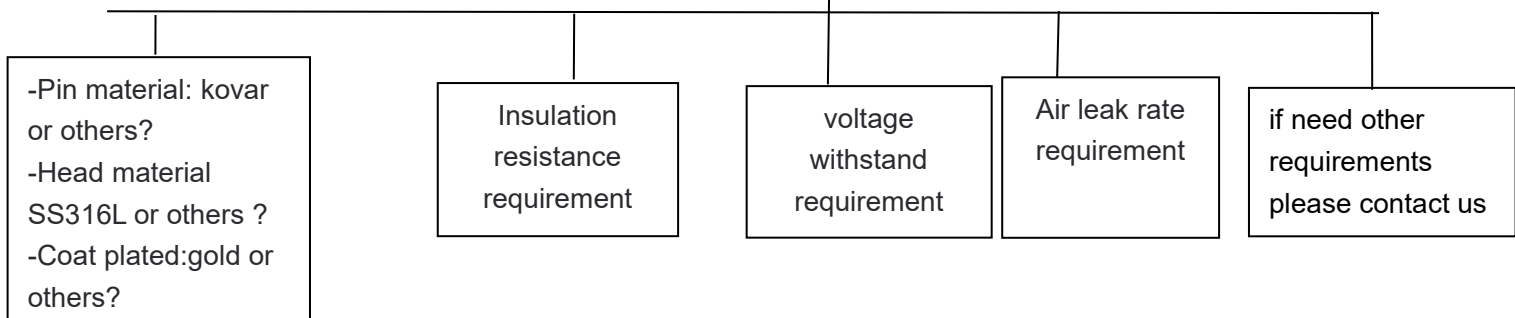 -Pin material: kovar
or others?
-Head material
SS316L or others ?
-Coat plated:gold or
others?
Insulation
resistance
requirement
voltage
withstand
requirement
Air leak rate
requirement
if need other
requirements
please contact us